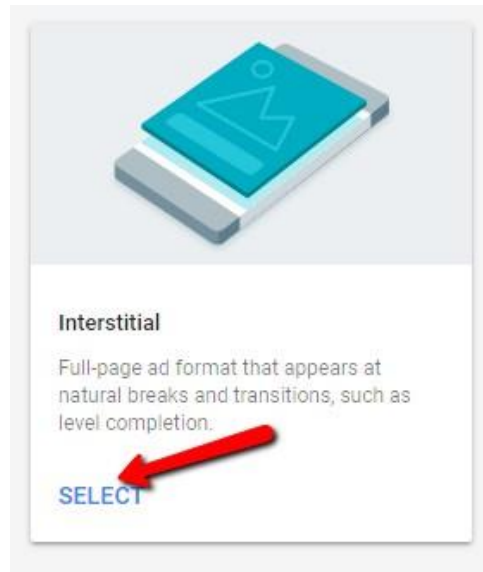 Interstitial
Full-page ad format that appears at
natural breaks and transitions, such as
level completion.
SELECT